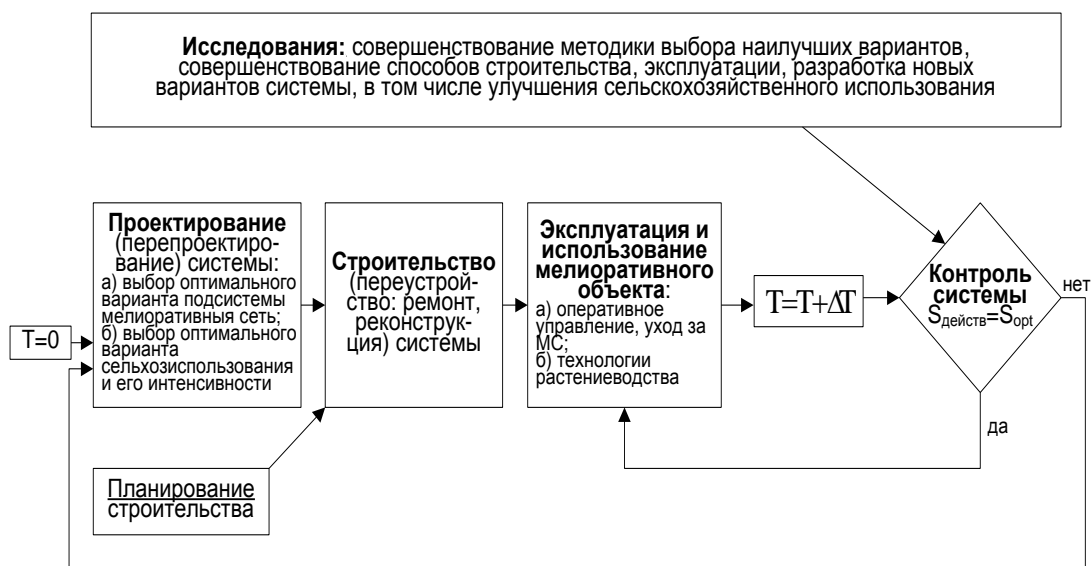 Исследования: совершенствование методики выбора наилучших вариантов,
совершенствование способов строительства, эксплуатации, разработка новых
вариантов системы, в том числе улучшения сельскохозяйственного использования
T=0
Проектирование
(перепроектиро-
вание) системы:
а) выбор оптимального
варианта подсистемы
мелиоративныя сеть;
б) выбор оптимального
варианта
сельхозиспользования
и его интенсивности
Строительство
(переустрой-
ство: ремонт,
реконструк-
ция) системы
Эксплуатация и
использование
мелиоративного
объекта:
а) оперативное
управление, уход за
МС;
б) технологии
растениеводства
T=T+ΔT
Контроль
системы
Sдейств=Sopt
нет
да
Планирование
строительства